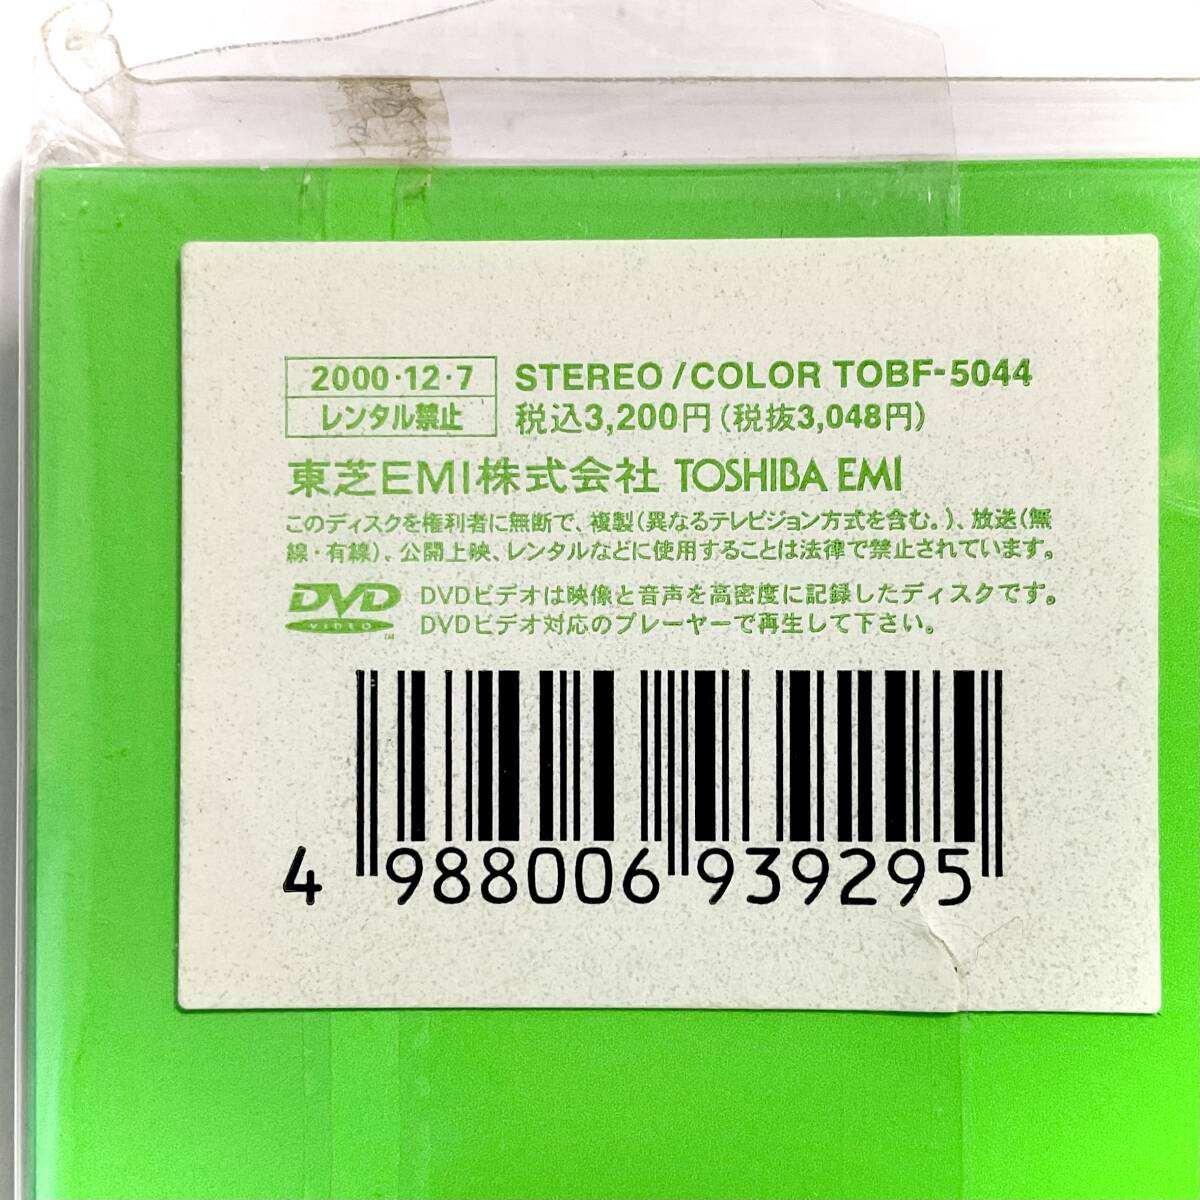 2000・12・7
レンタル禁止
STEREO/COLOR TOBF-5044
税込3,200円(税抜3,048円)
東芝EMI株式会社 TOSHIBA EMI
このディスクを権利者に無断で、複製(異なるテレビジョン方式を含む。)、放送(無
線・有線)、公開上映、レンタルなどに使用することは法律で禁止されています。
DVD
VIDEO
TM
DVDビデオは映像と音声を高密度に記録したディスクです。
DVDビデオ対応のプレーヤーで再生して下さい。
4 988006 939295